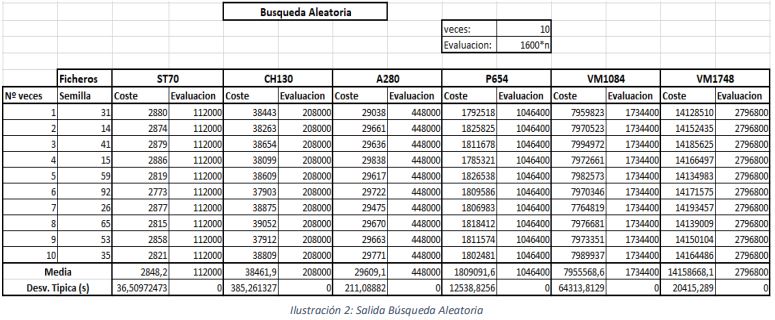 Busqueda Aleatoria
veces: 10
Evaluacion: 1600*n
Ficheros ST70 CH130 A280 P654 VM1084 VM1748
Nº veces Semilla Coste Evaluacion Coste Evaluacion Coste Evaluacion Coste Evaluacion Coste Evaluacion Coste Evaluacion
1 31 2880 112000 38443 208000 29038 448000 1792518 1046400 7959823 1734400 14128510 2796800
2 14 2874 112000 38263 208000 29661 448000 1825825 1046400 7970523 1734400 14152435 2796800
3 41 2879 112000 38654 208000 29636 448000 1811678 1046400 7994972 1734400 14185625 2796800
4 15 2886 112000 38099 208000 29838 448000 1785321 1046400 7972661 1734400 14166497 2796800
5 59 2819 112000 38609 208000 29617 448000 1826538 1046400 7982573 1734400 14134983 2796800
6 92 2773 112000 37903 208000 29722 448000 1809586 1046400 7970346 1734400 14171575 2796800
7 26 2877 112000 38875 208000 29475 448000 1806983 1046400 7764819 1734400 14193457 2796800
8 65 2815 112000 39052 208000 29670 448000 1818412 1046400 7976681 1734400 14139009 2796800
9 53 2858 112000 37912 208000 29663 448000 1811574 1046400 7973351 1734400 14150104 2796800
10 35 2821 112000 38809 208000 29771 448000 1802481 1046400 7989937 1734400 14164486 2796800
Media 2848,2 112000 38461,9 208000 29609,1 448000 1809091,6 1046400 7955568,6 1734400 14158668,1 2796800
Desv. Tipica (s) 36,50972473 0 385,261327 0 211,08882 0 12538,8256 0 64313,8129 0 20415,289 0
Ilustración 2: Salida Búsqueda Aleatoria